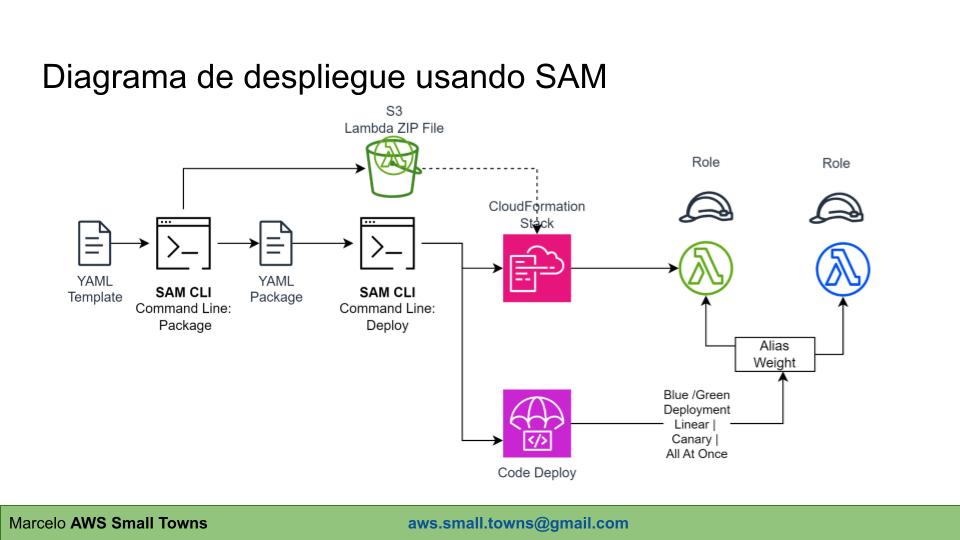 Diagrama de despliegue usando SAM
S3
Lambda ZIP File
Role
Role
CloudFormation
Stack
YAML
Template
SAM CLI
Command Line:
Package
YAML
Package
SAM CLI
Command Line:
Deploy
Alias
Weight
Blue /Green
Deployment
Linear |
Canary |
All At Once
Code Deploy
Marcelo AWS Small Towns
aws.small.towns@gmail.com